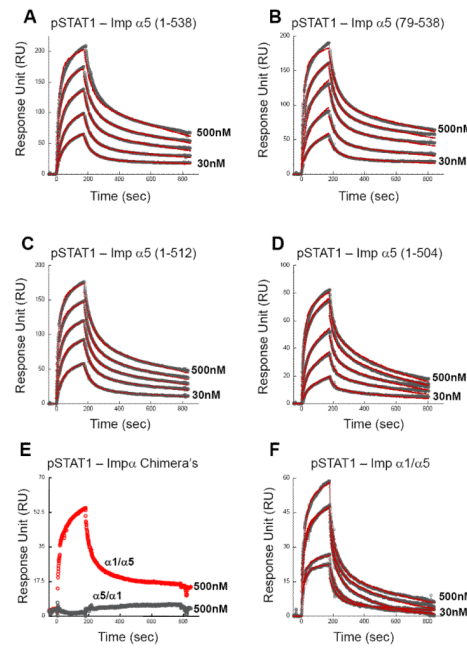 A
pSTAT1 – Imp α5 (1-538)
Response Unit (RU)
200
150
100
50
0
0 200 400 600 800
500nM
30nM
Time (sec)
B
pSTAT1 – Imp α5 (79-538)
Response Unit (RU)
200
150
100
50
0
0 200 400 600 800
500nM
30nM
Time (sec)
C
pSTAT1 – Imp α5 (1-512)
Response Unit (RU)
200
150
100
50
0
0 200 400 600 800
500nM
30nM
Time (sec)
D
pSTAT1 – Imp α5 (1-504)
Response Unit (RU)
100
80
60
40
20
0
0 200 400 600 800
500nM
30nM
Time (sec)
E
pSTAT1 – Impα Chimera's
Response Unit (RU)
70
52.5
35
17.5
0
0 200 400 600 800
α1/α5
α5/α1
500nM
500nM
Time (sec)
F
pSTAT1 – Imp α1/α5
Response Unit (RU)
60
45
30
15
0
0 200 400 600 800
500nM
30nM
Time (sec)